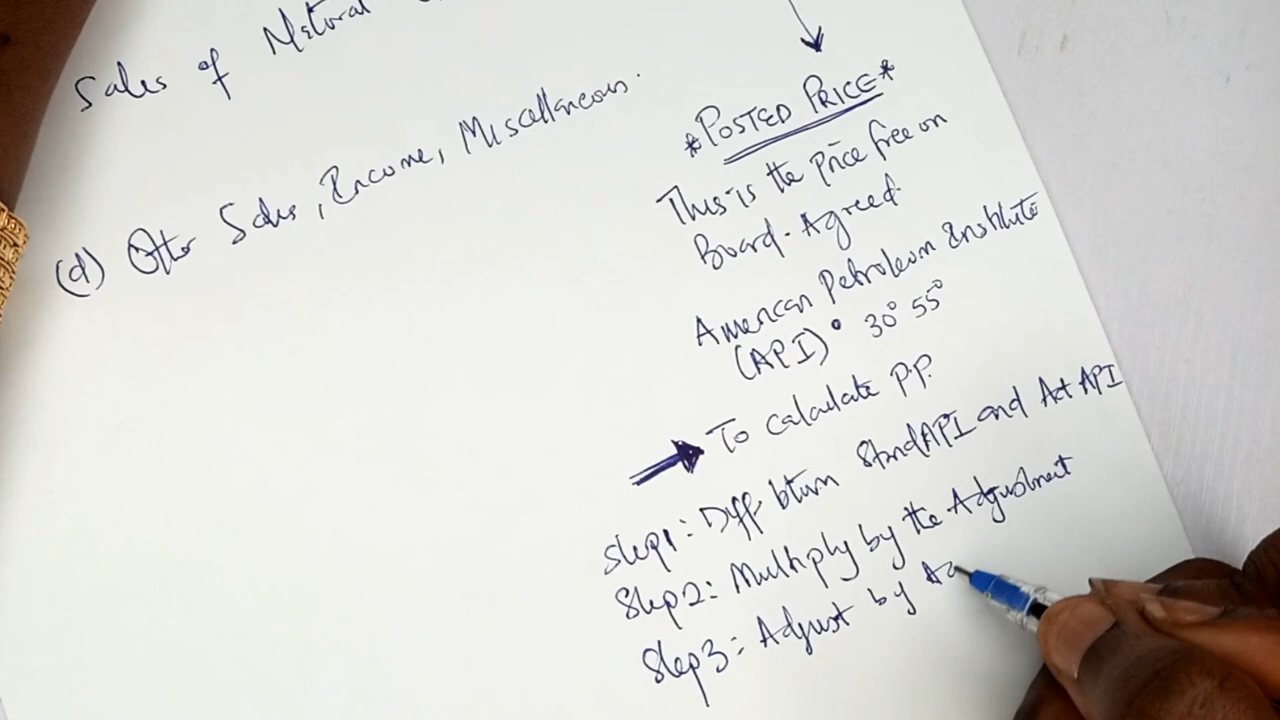 Sales of Natural
(d) Other Sales, Income, Miscellaneous.
*POSTED PRICE*
This is the price free on
Board. Agreed.
American Petroleum Institute
(API)° 30° 55°
To calculate P.P.
Step1: Diff. btwn StandAPI and Act API
Step2: Multiply by the Adjustment
Step3: Adjust by